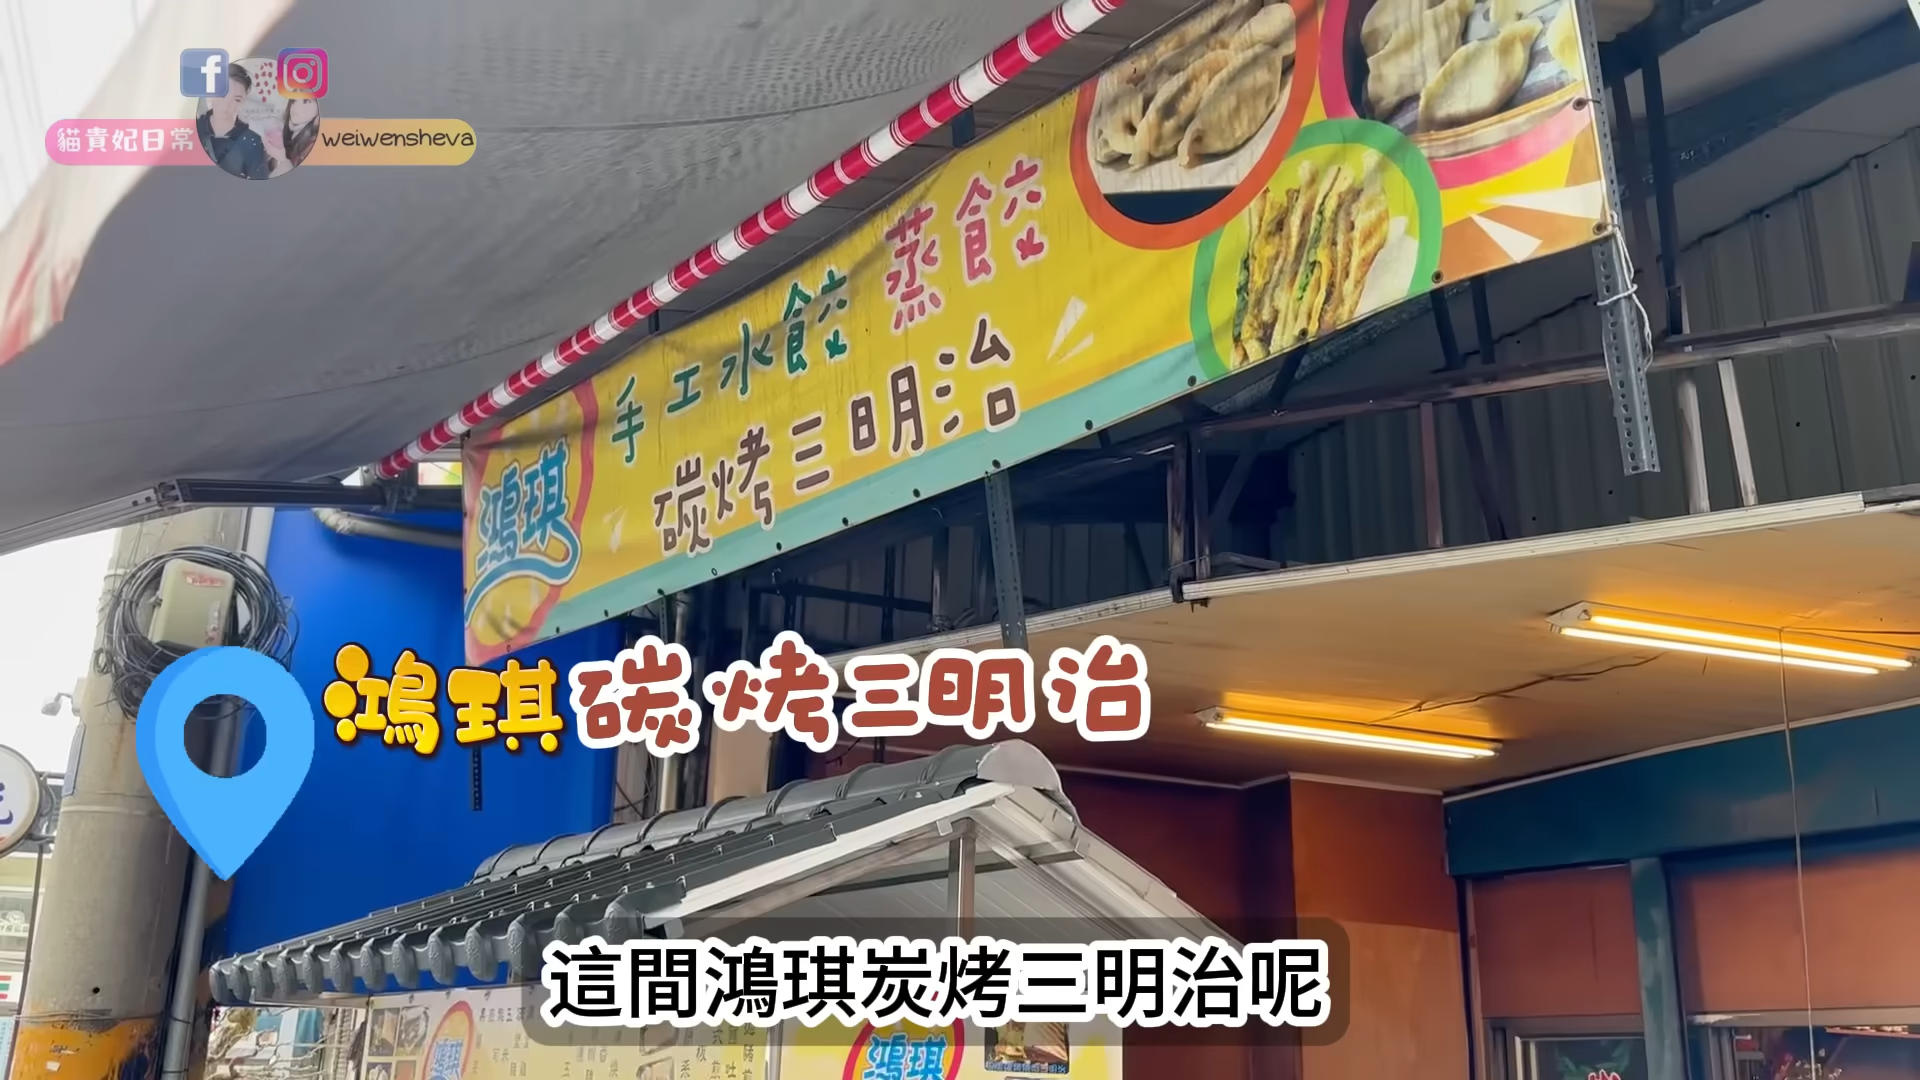 貓貴妃日常
weiwensheva
手工水餃 蒸餃
碳烤三明治
鴻琪
鴻琪碳烤三明治
這間鴻琪炭烤三明治呢
鴻琪